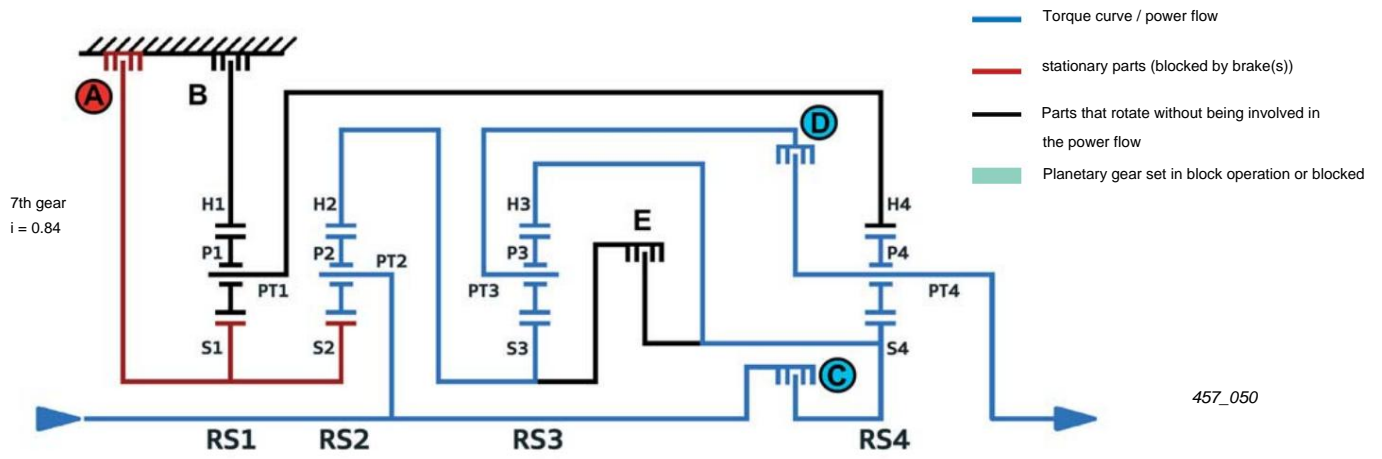 Torque curve / power flow
stationary parts (blocked by brake(s))
Parts that rotate without being involved in
the power flow
Planetary gear set in block operation or blocked
7th gear
i = 0.84
A
B
D
H1
H2
H3
E
H4
P1
P2
PT2
P3
P4
PT1
PT3
PT4
S1
S2
S3
S4
C
457_050
RS1
RS2
RS3
RS4